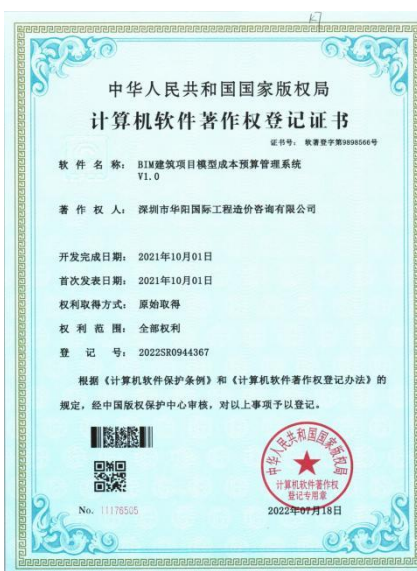 中华人民共和国国家版权局
计算机软件著作权登记证书
证书号： 软著登字第9898566号
软件名称： BIM建筑项目模型成本预算管理系统
V1.0
著作权人： 深圳市华阳国际工程造价咨询有限公司
开发完成日期： 2021年10月01日
首次发表日期： 2021年10月01日
权利取得方式： 原始取得
权利范围： 全部权利
登记号： 2022SR0944367
根据《计算机软件保护条例》和《计算机软件著作权登记办法》的
规定，经中国版权保护中心审核，对以上事项予以登记。
中华人民共和国国家版权局
计算机软件著作权
登记专用章
No. 11176505
2022年07月18日